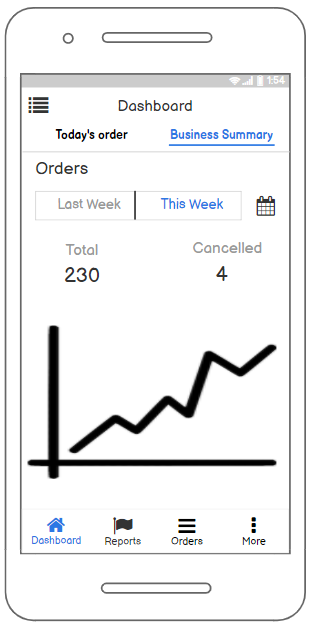 1:54
Dashboard
Today's order Business Summary
Orders
Last Week This Week
Total Cancelled
230 4
Dashboard Reports Orders More